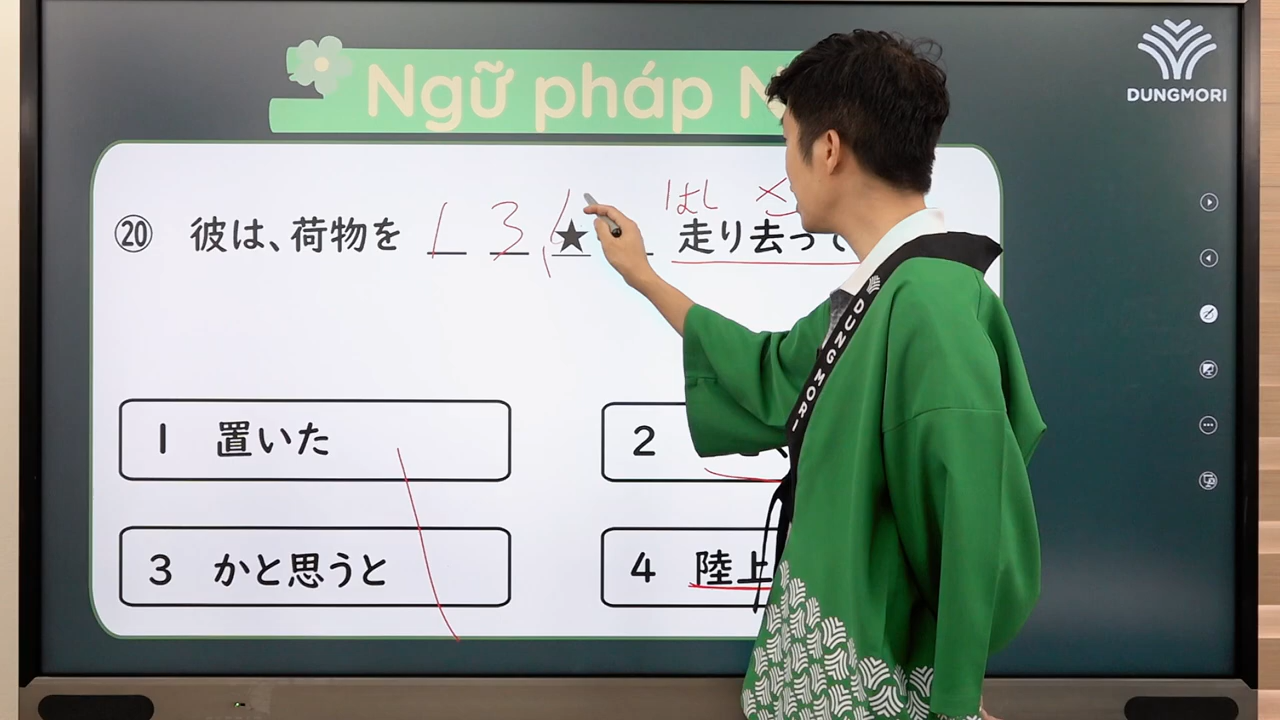 Ngữ pháp N
DUNGMORI
はし
⑳ 彼は、荷物を 1 3 ★ 走り去って
1 置いた
2
3 かと思うと
4 陸上
DUNGMORI